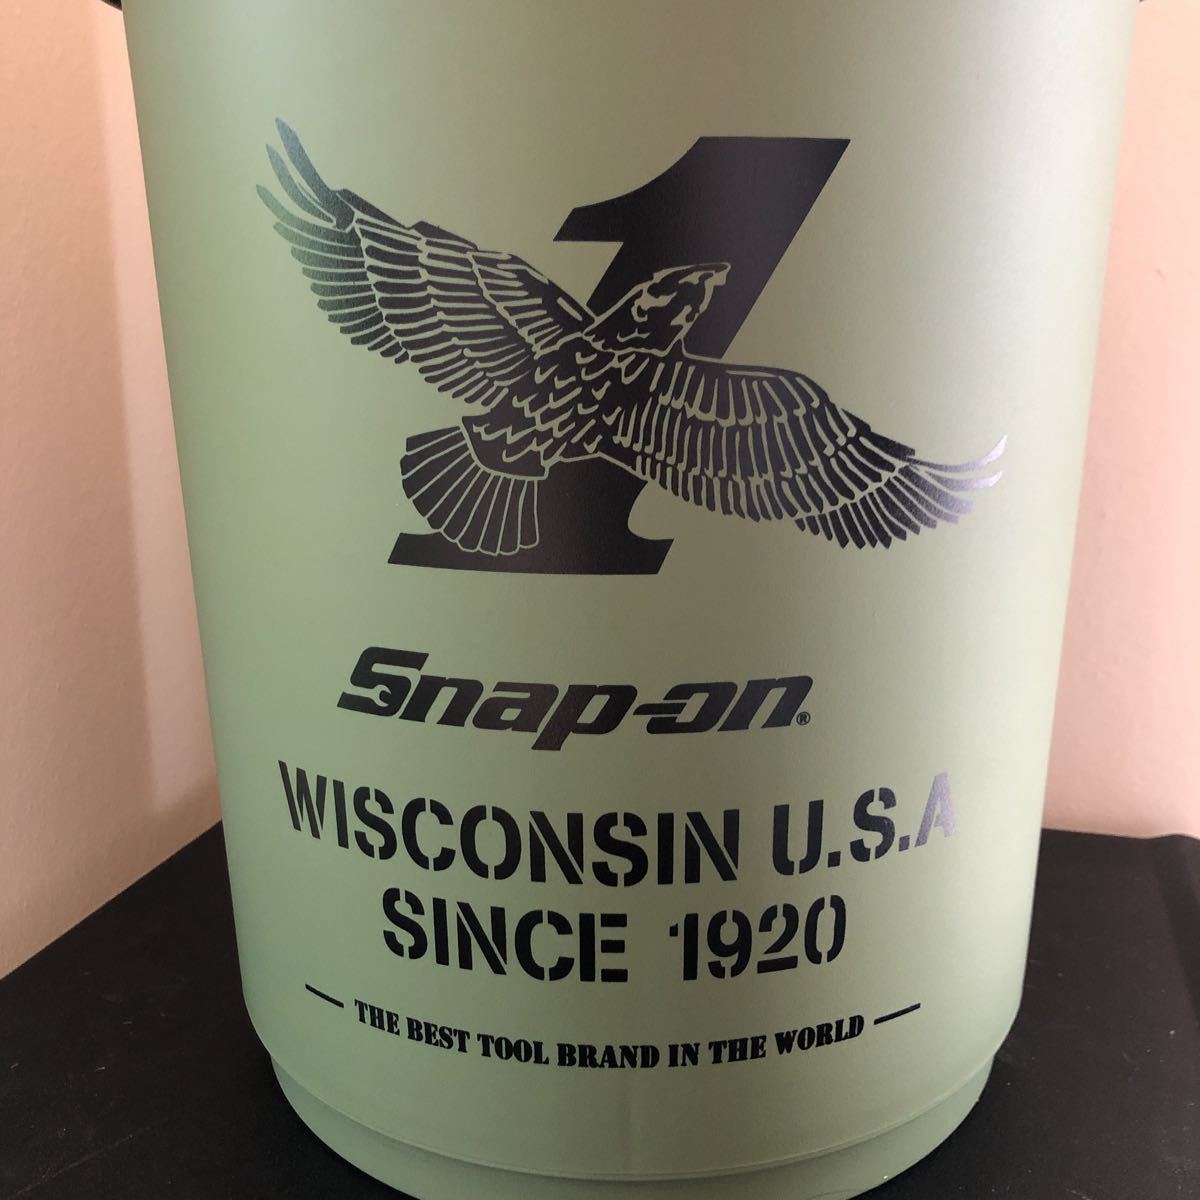 1
Snap-on®
WISCONSIN U.S.A
SINCE 1920
THE BEST TOOL BRAND IN THE WORLD